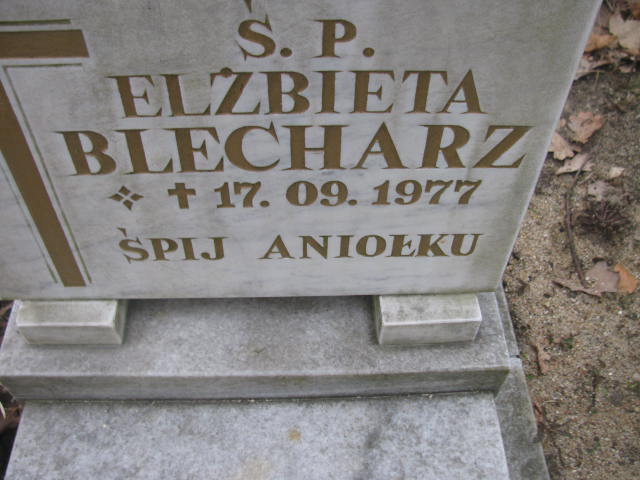 Ś. P.
ELŻBIETA
BLECHARZ
✥ ✝ 17. 09. 1977
ŚPIJ ANIOŁKU